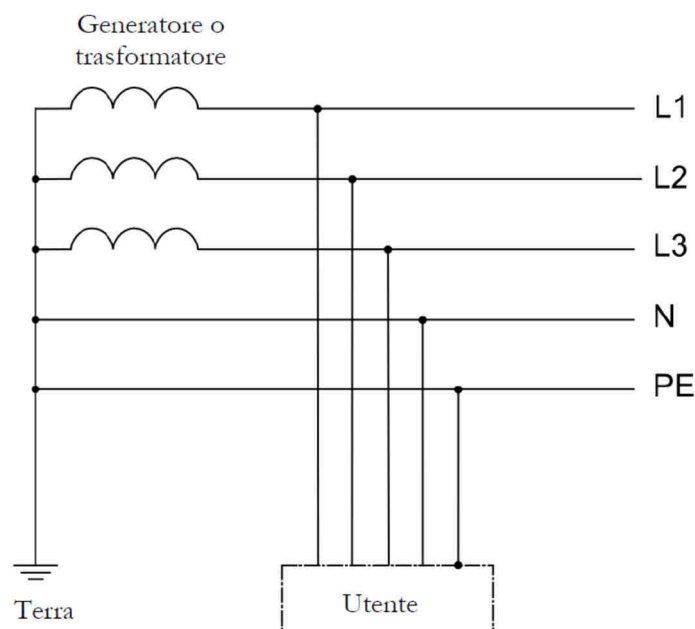 Generatore o
trasformatore
L1
L2
L3
N
PE
Terra
Utente